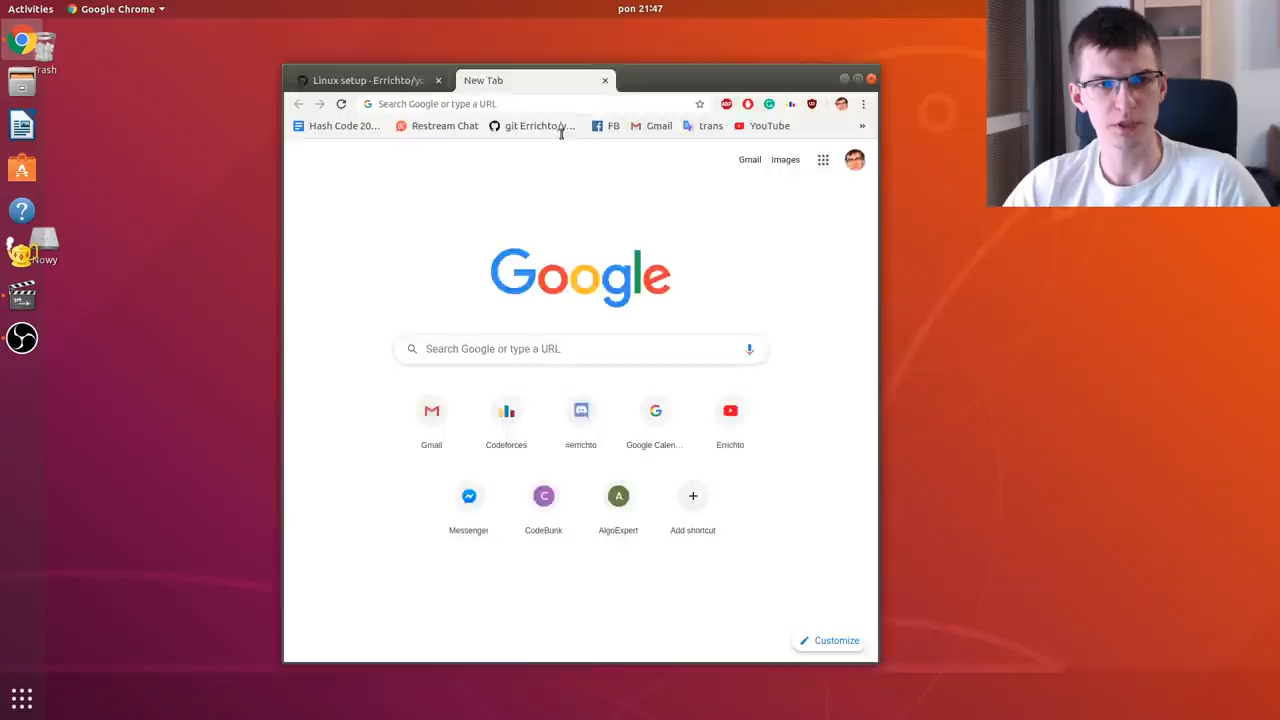 Activities
Google Chrome
pon 21:47
Trash
Nowy
Linux setup - Errichto/yo
New Tab
Search Google or type a URL
Hash Code 20...
Restream Chat
git Errichto/y...
FB
Gmail
trans
YouTube
»
Gmail
Images
Google
Search Google or type a URL
Gmail
Codeforces
#errichto
Google Calen...
Errichto
C
A
Messenger
CodeBunk
AlgoExpert
Add shortcut
Customize